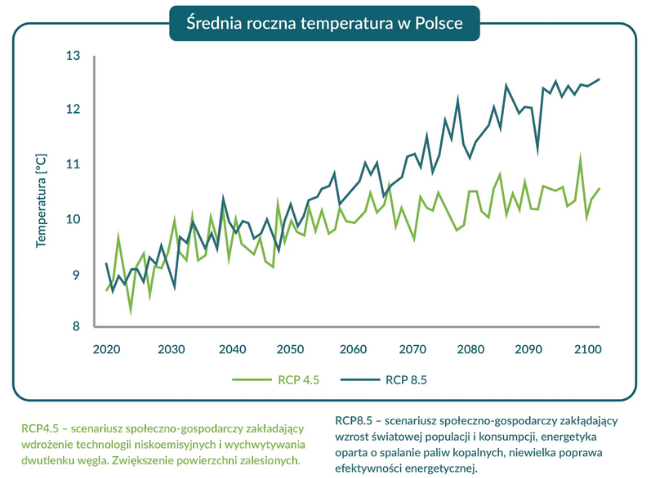 Średnia roczna temperatura w Polsce
13
12
11
10
9
8
Temperatura [°C]
2020 2030 2040 2050 2060 2070 2080 2090 2100
RCP 4.5 RCP 8.5
RCP4.5 – scenariusz społeczno-gospodarczy zakładający
wdrożenie technologii niskoemisyjnych i wychwytywania
dwutlenku węgla. Zwiększenie powierzchni zalesionych.
RCP8.5 – scenariusz społeczno-gospodarczy zakłądający
wzrost światowej populacji i konsumpcji, energetyka
oparta o spalanie paliw kopalnych, niewielka poprawa
efektywności energetycznej.